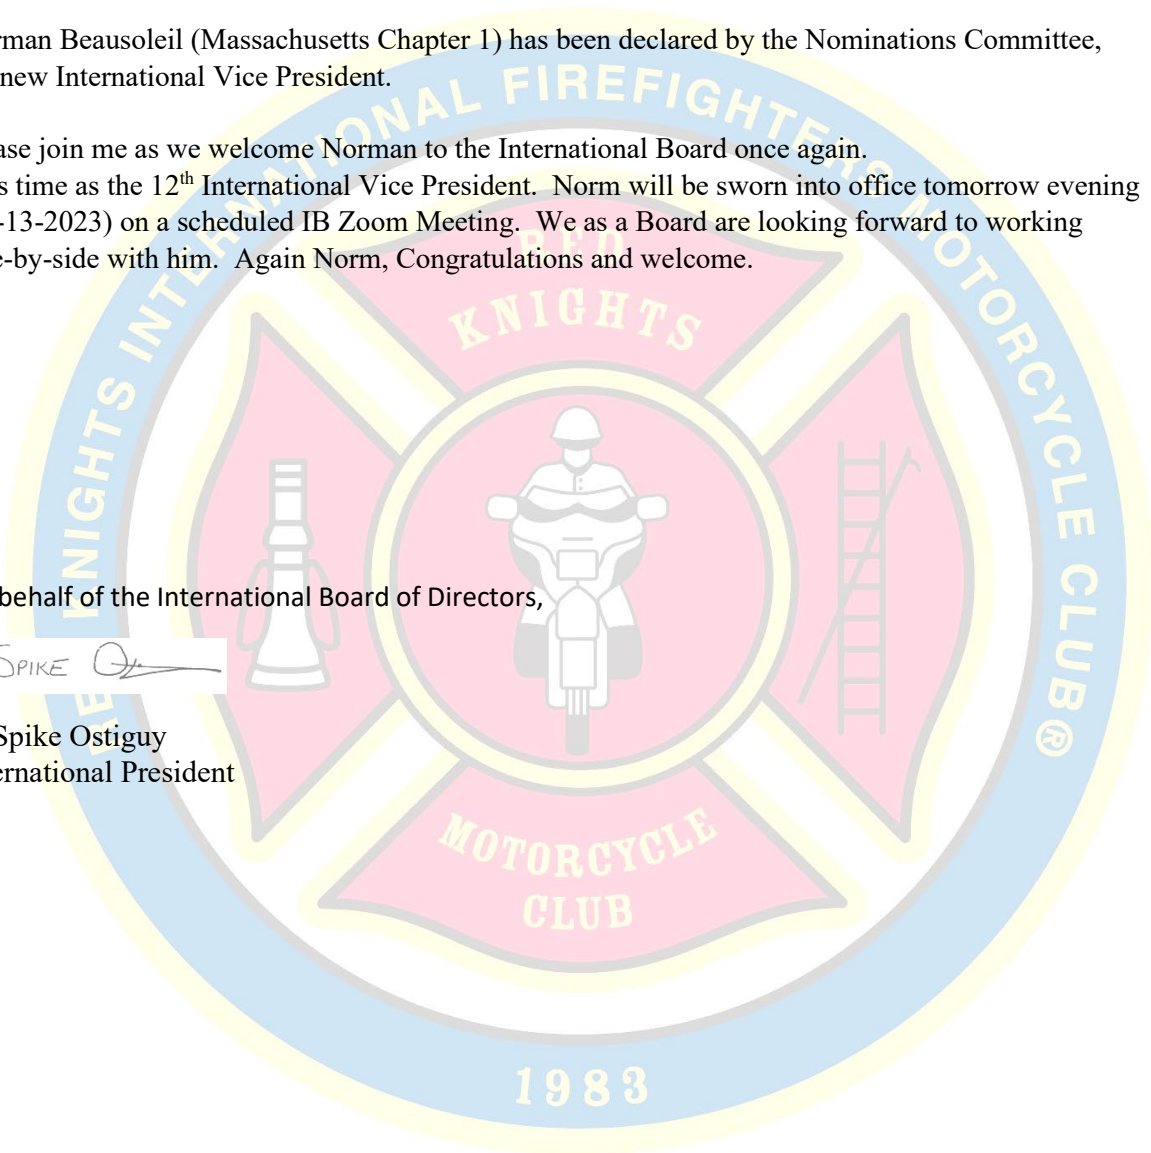 rman Beausoleil (Massachusetts Chapter 1) has been declared by the Nominations Committee,
new International Vice President.
ase join me as we welcome Norman to the International Board once again.
s time as the 12th International Vice President. Norm will be sworn into office tomorrow evening
-13-2023) on a scheduled IB Zoom Meeting. We as a Board are looking forward to working
e-by-side with him. Again Norm, Congratulations and welcome.
behalf of the International Board of Directors,
SPIKE
Spike Ostiguy
ernational President
RED KNIGHTS INTERNATIONAL FIREFIGHTERS MOTORCYCLE CLUB®
RED
KNIGHTS
MOTORCYCLE
CLUB
1983